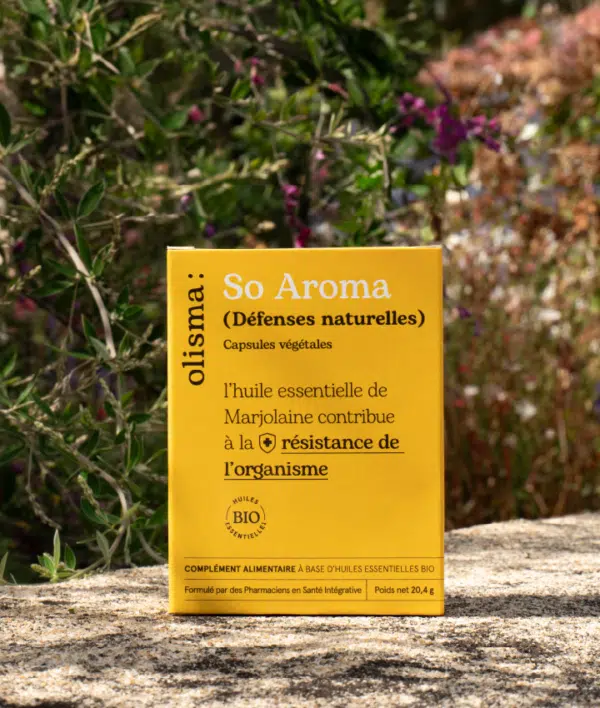 olisma:
So Aroma
(Défenses naturelles)
Capsules végétales
l'huile essentielle de
Marjolaine contribue
à la résistance de
l'organisme
HUILES
BIO
ESSENTIELLES
COMPLÉMENT ALIMENTAIRE À BASE D'HUILES ESSENTIELLES BIO
Formulé par des Pharmaciens en Santé Intégrative Poids net 20,4 g